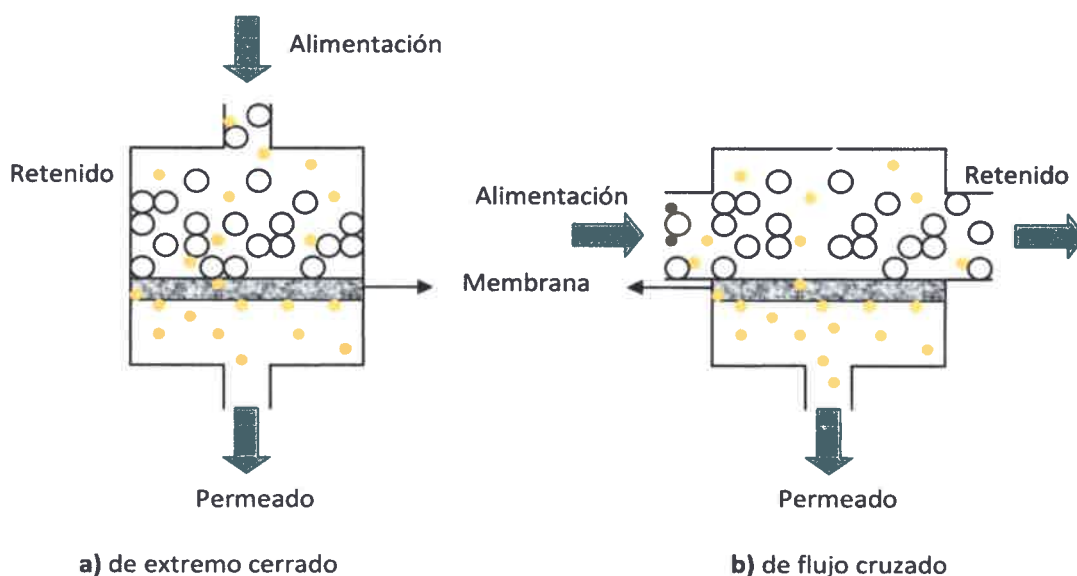 Alimentación
Retenido
Membrana
Permeado
a) de extremo cerrado
Alimentación
Retenido
Permeado
b) de flujo cruzado